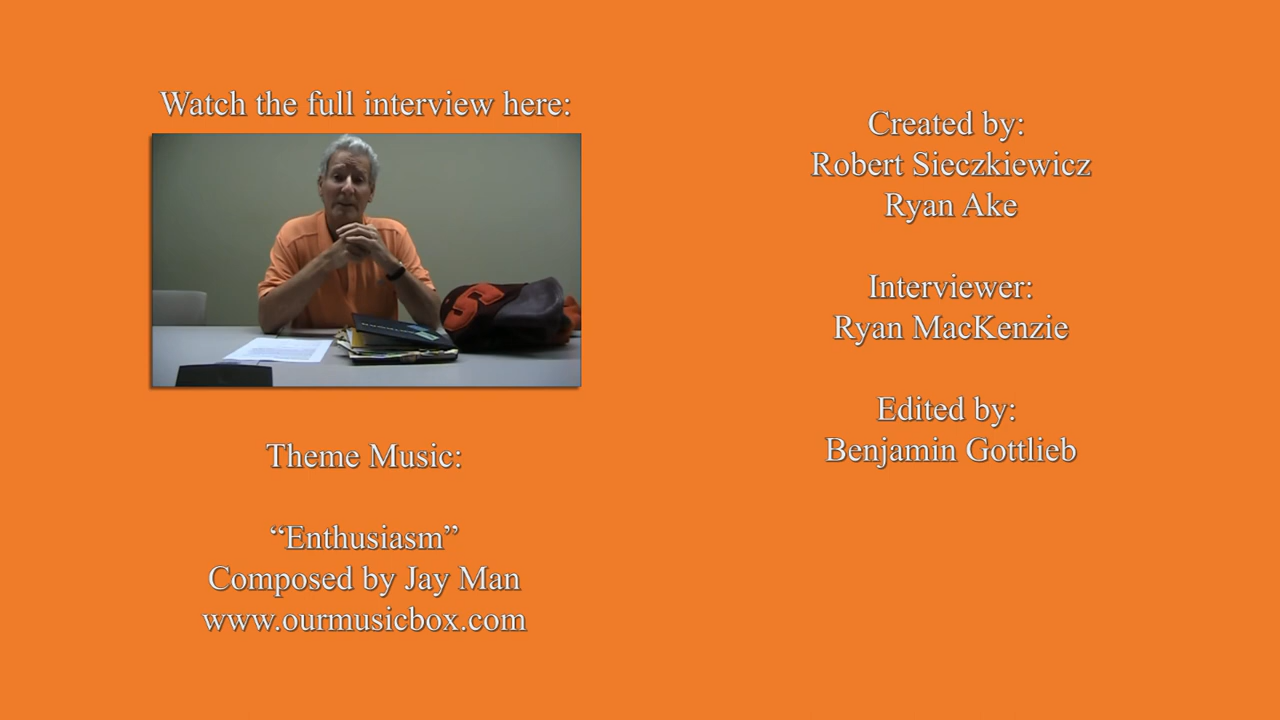 Watch the full interview here:
Theme Music:
“Enthusiasm”
Composed by Jay Man
www.ourmusicbox.com
Created by:
Robert Sieczkiewicz
Ryan Ake
Interviewer:
Ryan MacKenzie
Edited by:
Benjamin Gottlieb